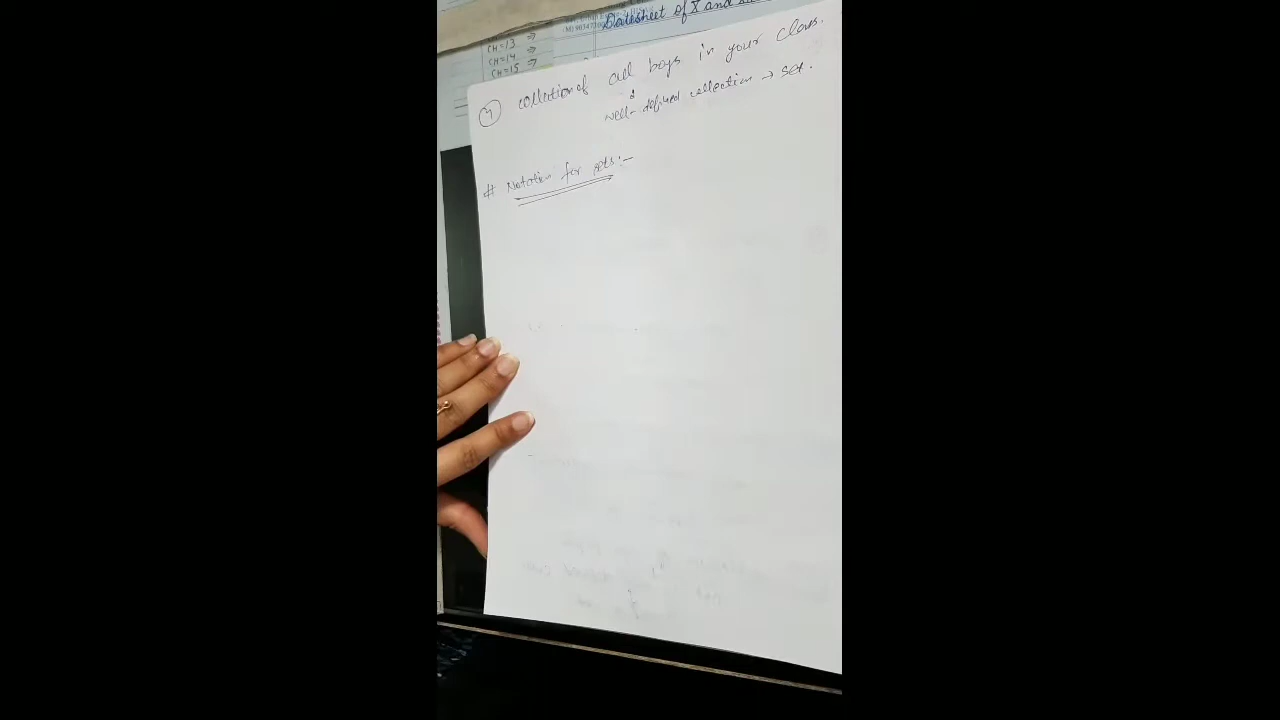 Datesheet of X and
CH=13 ⇒
CH=14 ⇒
CH=15 ⇒
④ collection of all boys in your class.
↓
well-defined collection → set.
# Notation for sets:-